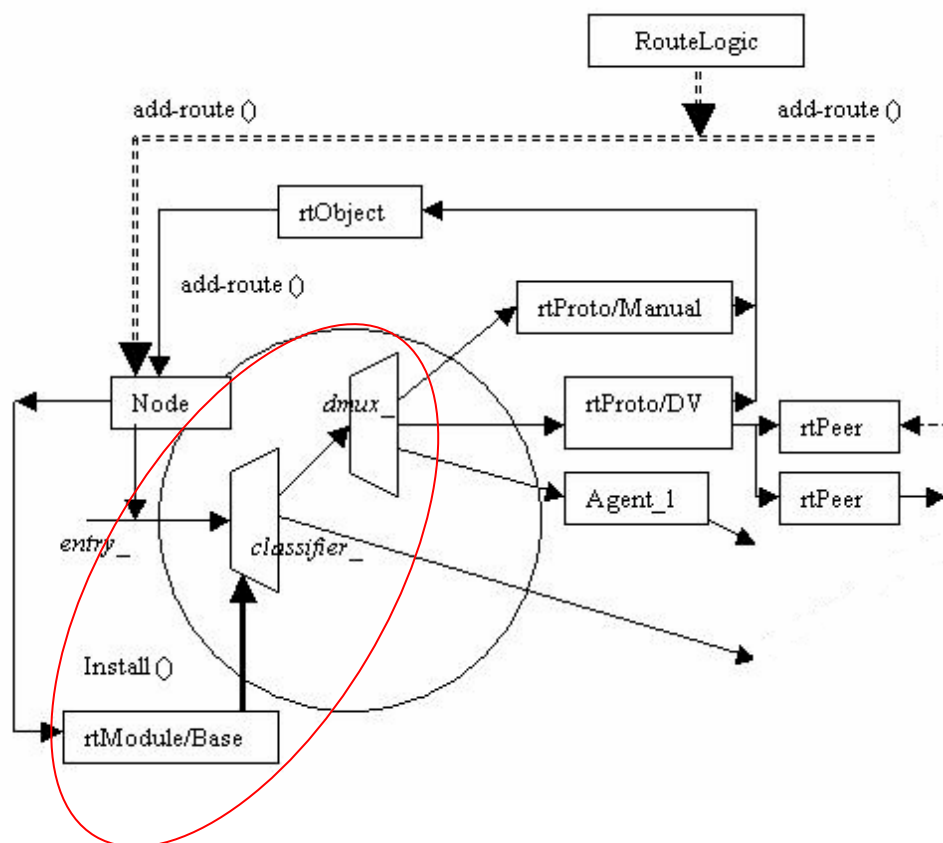 RouteLogic
add-route ()
add-route ()
rtObject
add-route ()
rtProto/Manual
Node
dmux_
rtProto/DV
rtPeer
Agent_1
rtPeer
entry_
classifier_
Install ()
rtModule/Base